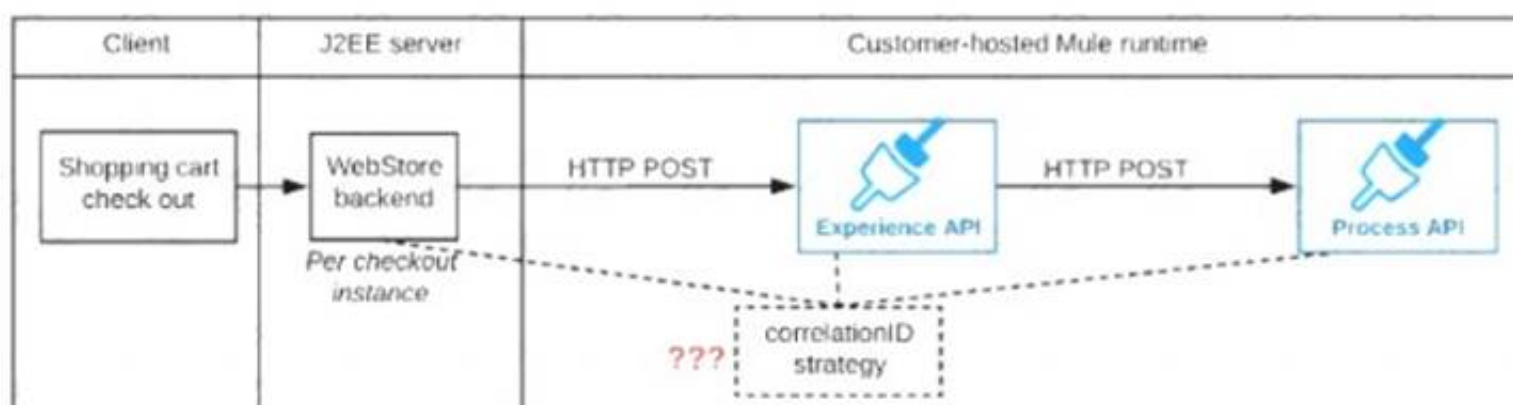 Client
J2EE server
Customer-hosted Mule runtime
Shopping cart
check out
WebStore
backend
HTTP POST
Experience API
HTTP POST
Process API
Per checkout
instance
???
correlationID
strategy